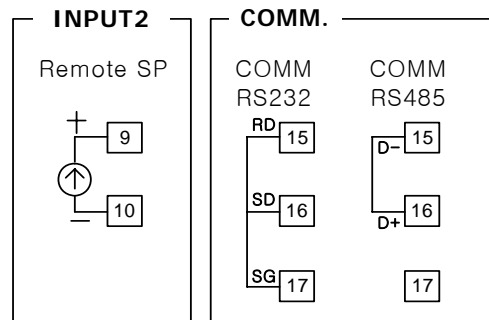 INPUT2
Remote SP
+
9
10
−
COMM.
COMM
RS232
RD
15
SD
16
SG
17
COMM
RS485
D−
15
D+
16
17